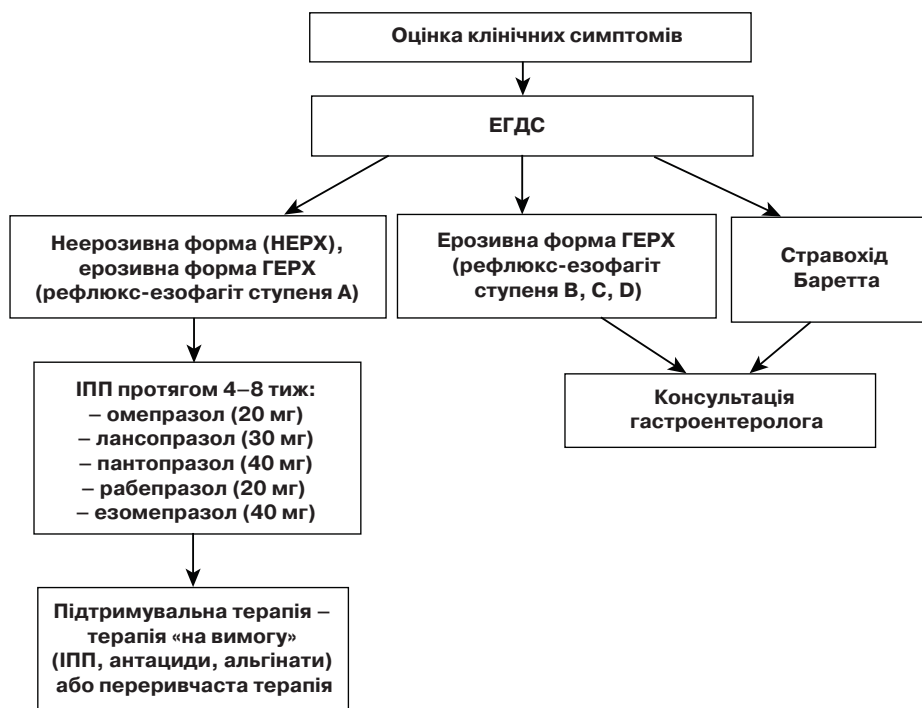 Оцінка клінічних симптомів
ЕГДС
Неерозивна форма (НЕРХ),
ерозивна форма ГЕРХ
(рефлюкс-езофагіт ступеня А)
Ерозивна форма ГЕРХ
(рефлюкс-езофагіт
ступеня В, С, D)
Стравохід
Баретта
ІПП протягом 4–8 тиж:
– омепразол (20 мг)
– лансопразол (30 мг)
– пантопразол (40 мг)
– рабепразол (20 мг)
– езомепразол (40 мг)
Консультація
гастроентеролога
Підтримувальна терапія –
терапія «на вимогу»
(ІПП, антациди, альгінати)
або переривчаста терапія